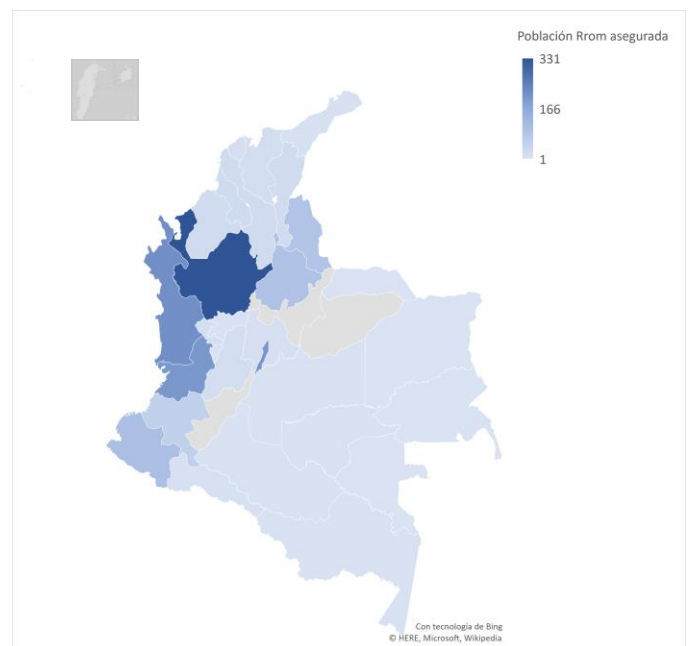 Población Rrom asegurada
331
166
1
Con tecnología de Bing
© HERE, Microsoft, Wikipedia